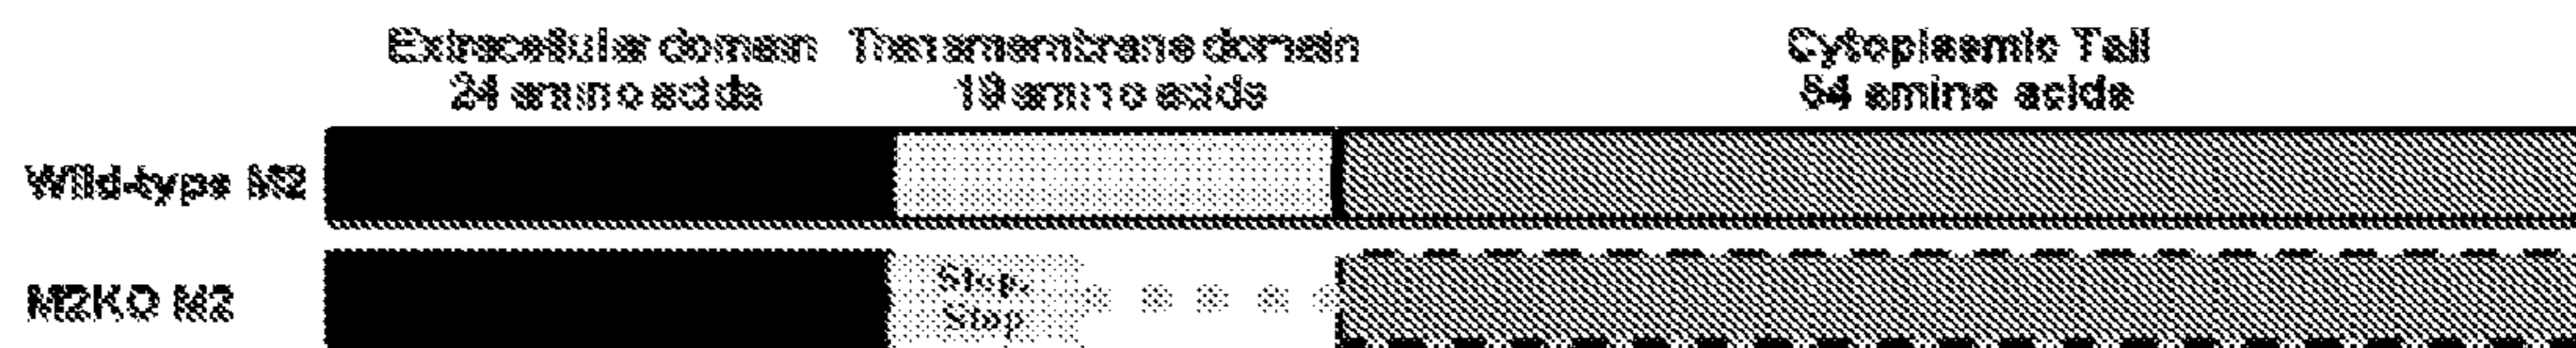 Extracellular domain Transmembrane domain Cytoplasmic Tail
24 amino acids 19 amino acids 54 amino acids
Wild-type M2
M2KO M2
Stop,
Stop